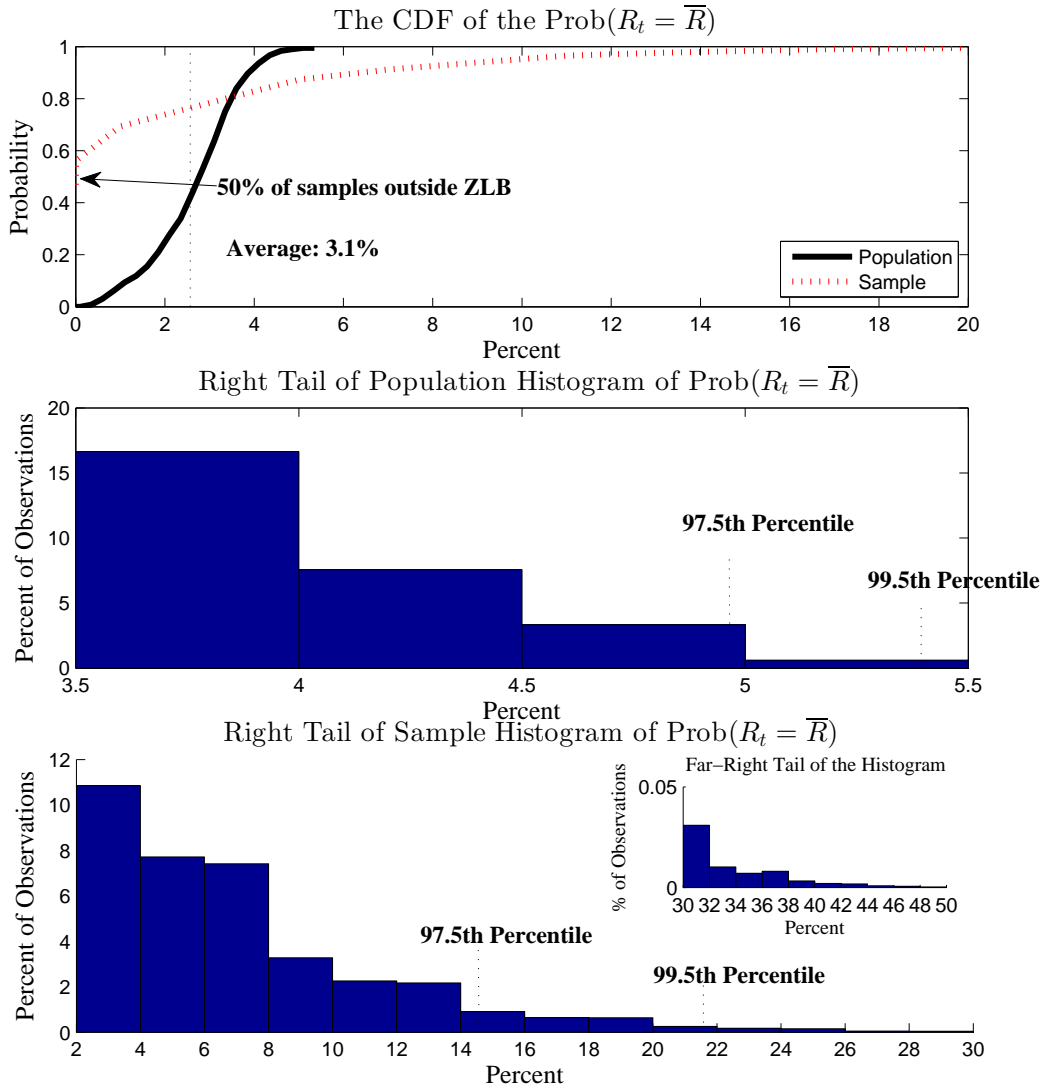 The CDF of the Prob(R_t = R̅)
Probability
1
0.8
0.6
0.4
0.2
0
50% of samples outside ZLB
Average: 3.1%
Population
Sample
0 2 4 6 8 10 12 14 16 18 20
Percent
Right Tail of Population Histogram of Prob(R_t = R̅)
Percent of Observations
20
15
10
5
0
97.5th Percentile
99.5th Percentile
3.5 4 4.5 5 5.5
Percent
Right Tail of Sample Histogram of Prob(R_t = R̅)
Percent of Observations
12
10
8
6
4
2
0
Far–Right Tail of the Histogram
% of Observations
0.05
0
30 32 34 36 38 40 42 44 46 48 50
Percent
97.5th Percentile
99.5th Percentile
2 4 6 8 10 12 14 16 18 20 22 24 26 28 30
Percent